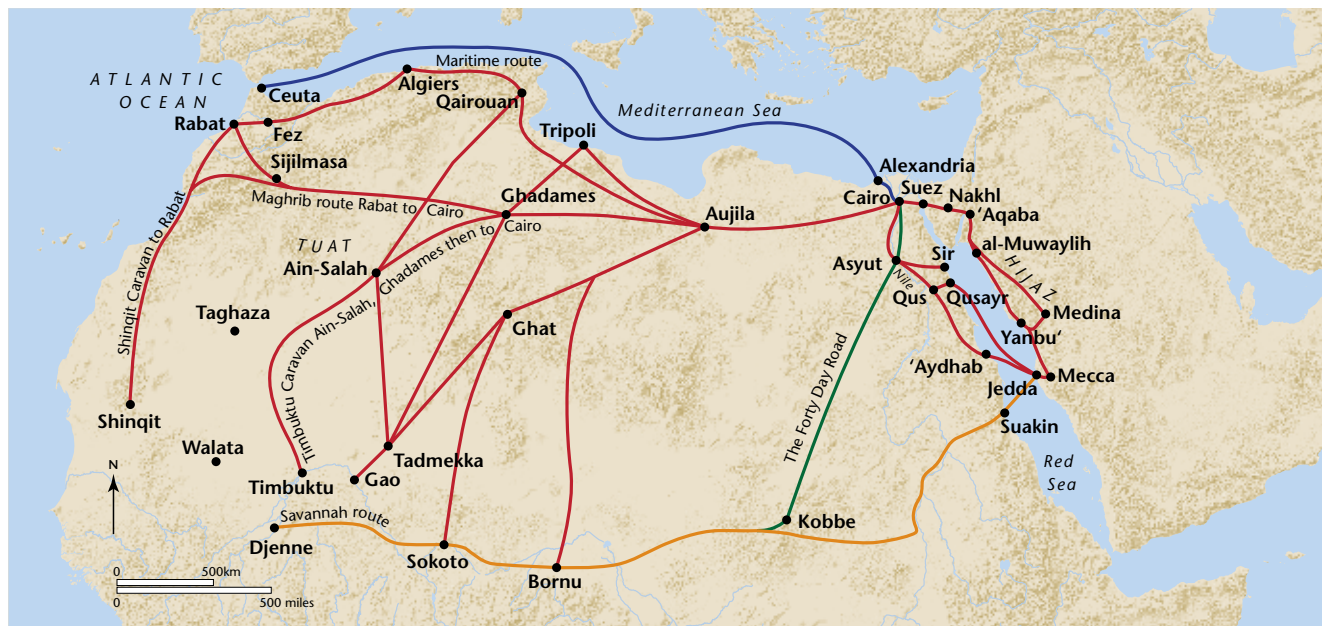 ATLANTIC
OCEAN
Ceuta
Maritime route
Algiers
Qairouan
Mediterranean Sea
Rabat
Fez
Tripoli
Sijilmasa
Alexandria
Cairo
Suez
Nakhl
‘Aqaba
Maghrib route Rabat to Cairo
Ghadames
Aujila
Shinqit Caravan to Rabat
TUAT
Ain-Salah
Timbuktu Caravan Ain-Salah, Ghadames then to Cairo
Asyut
Nile
Sir
al-Muwaylih
HIJAZ
Qus
Qusayr
Medina
Yanbu‘
Taghaza
Ghat
‘Aydhab
Jedda
Mecca
The Forty Day Road
Shinqit
Suakin
Walata
Tadmekka
Red
Sea
N
Timbuktu
Gao
Savannah route
Djenne
Kobbe
Sokoto
Bornu
0 500km
0 500 miles